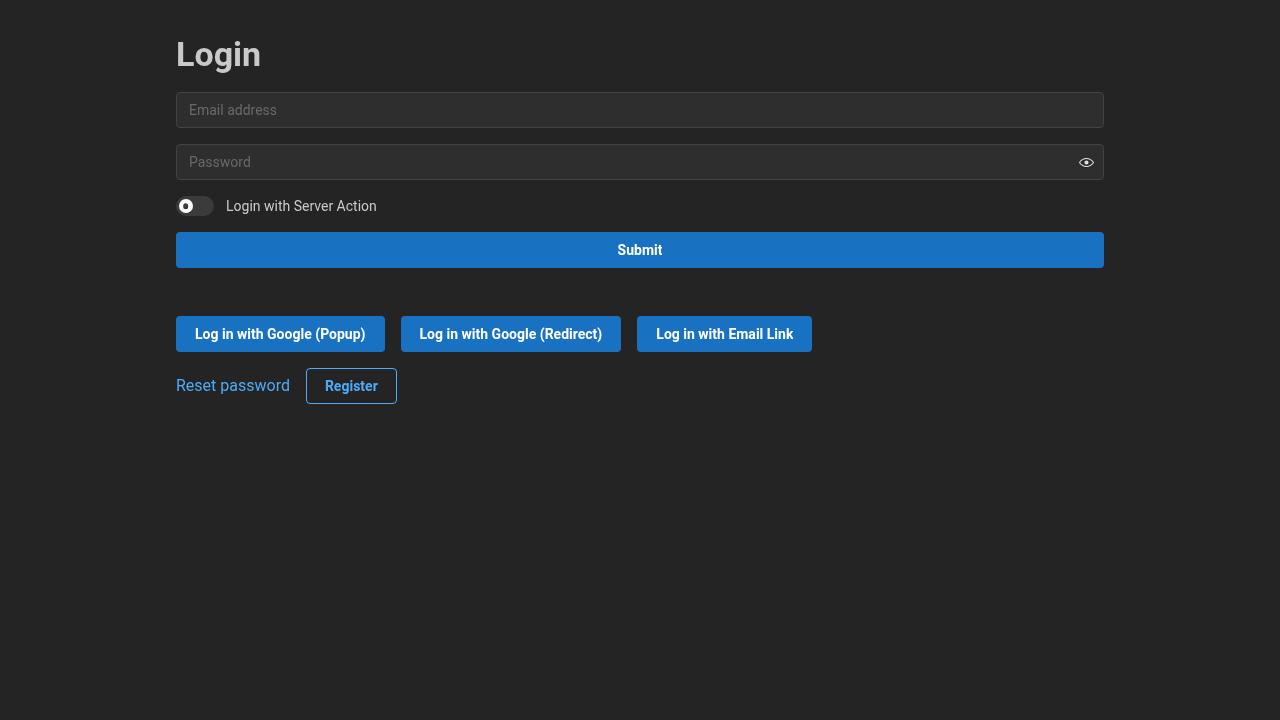 Login
Email address
Password
Login with Server Action
Submit
Log in with Google (Popup) Log in with Google (Redirect) Log in with Email Link
Reset password Register